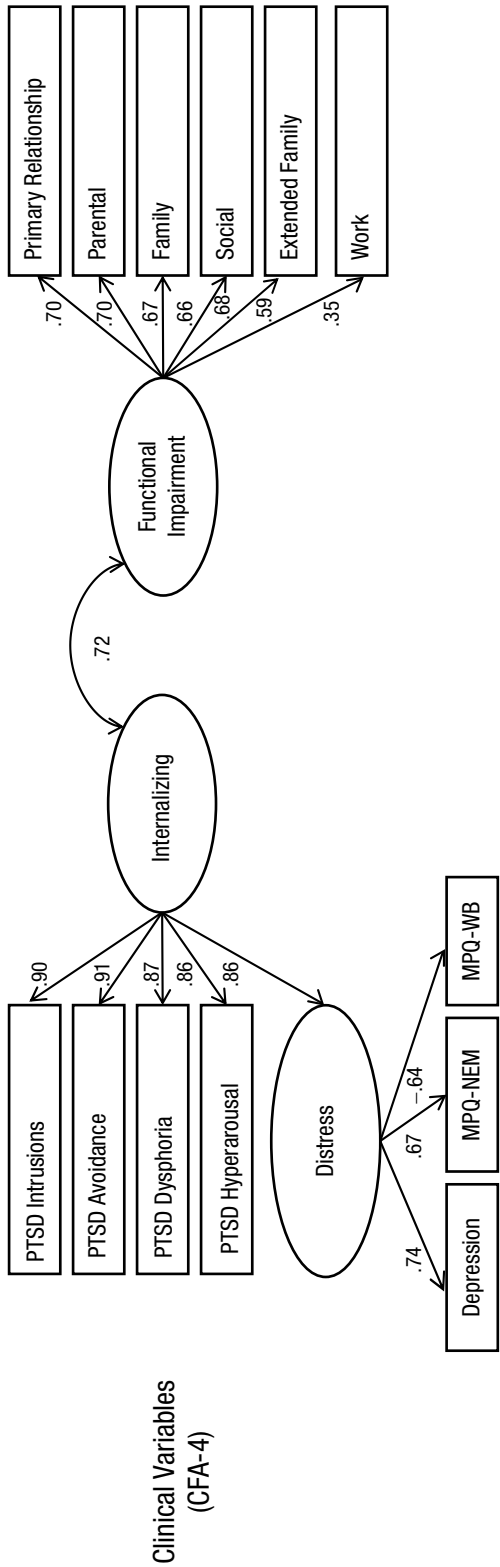 Clinical Variables
(CFA-4)
PTSD Intrusions
PTSD Avoidance
PTSD Dysphoria
PTSD Hyperarousal
.90
.91
.87
.86
.86
Distress
.74
.67
–.64
Depression
MPQ-NEM
MPQ-WB
Internalizing
.72
Functional
Impairment
.70
.70
.67
.66
.68
.59
.35
Primary Relationship
Parental
Family
Social
Extended Family
Work